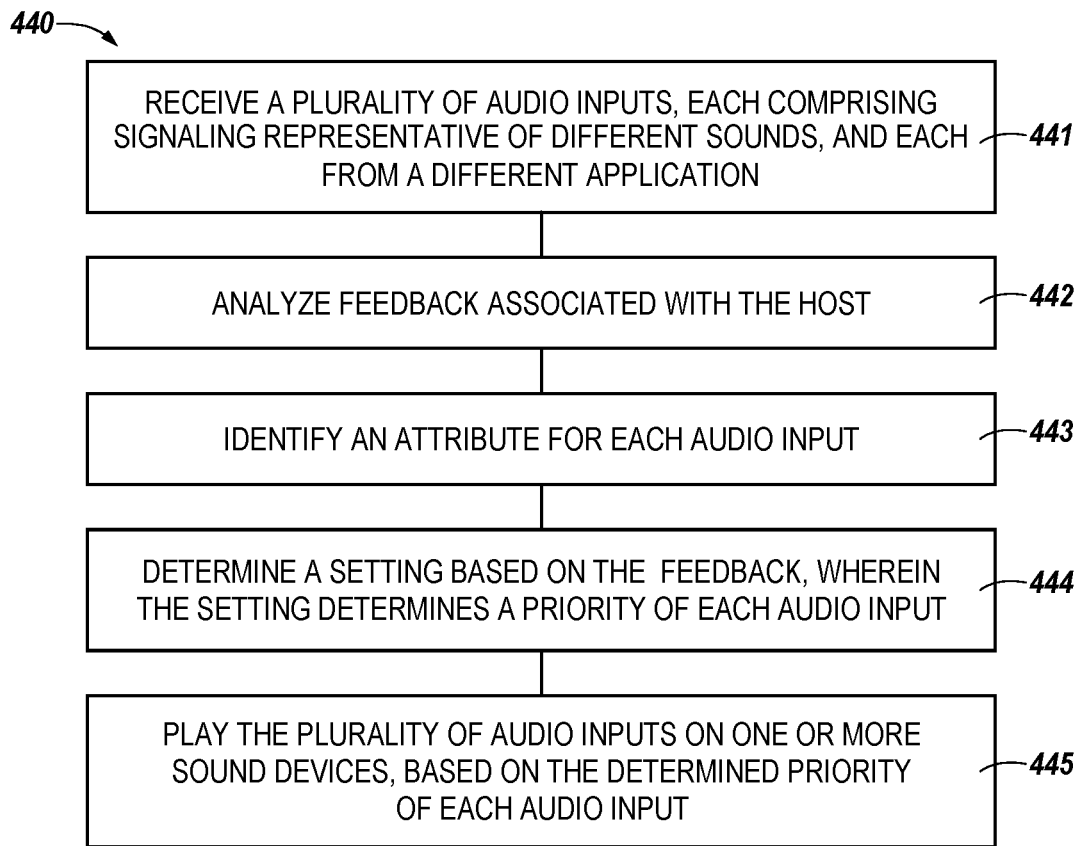 440
RECEIVE A PLURALITY OF AUDIO INPUTS, EACH COMPRISING
SIGNALING REPRESENTATIVE OF DIFFERENT SOUNDS, AND EACH
FROM A DIFFERENT APPLICATION
441
ANALYZE FEEDBACK ASSOCIATED WITH THE HOST
442
IDENTIFY AN ATTRIBUTE FOR EACH AUDIO INPUT
443
DETERMINE A SETTING BASED ON THE FEEDBACK, WHEREIN
THE SETTING DETERMINES A PRIORITY OF EACH AUDIO INPUT
444
PLAY THE PLURALITY OF AUDIO INPUTS ON ONE OR MORE
SOUND DEVICES, BASED ON THE DETERMINED PRIORITY
OF EACH AUDIO INPUT
445